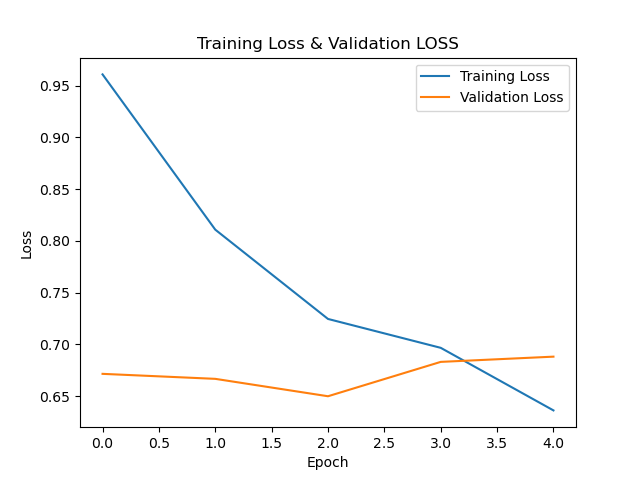 Training Loss & Validation LOSS
Training Loss
Validation Loss
0.95
0.90
0.85
0.80
0.75
0.70
0.65
Loss
0.0 0.5 1.0 1.5 2.0 2.5 3.0 3.5 4.0
Epoch